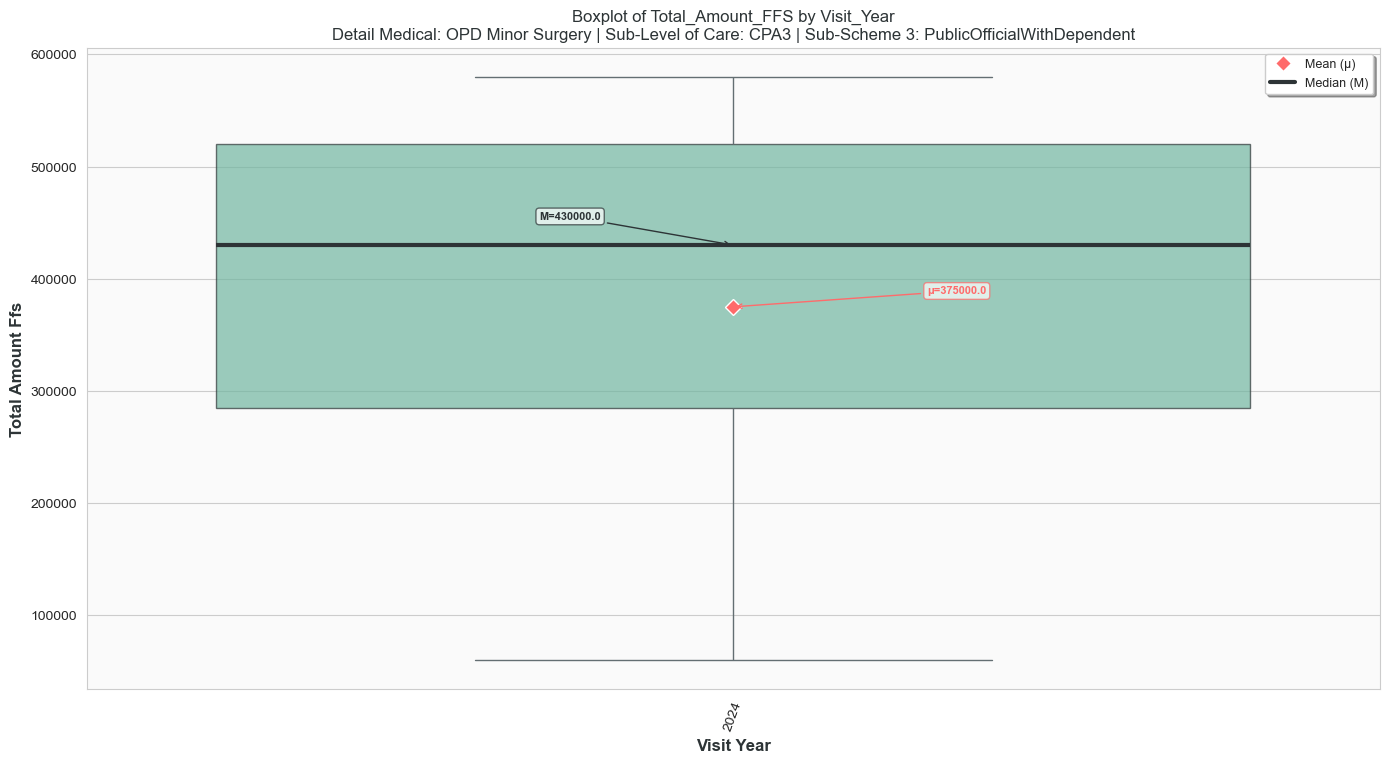 Boxplot of Total_Amount_FFS by Visit_Year
Detail Medical: OPD Minor Surgery | Sub-Level of Care: CPA3 | Sub-Scheme 3: PublicOfficialWithDependent
Mean (μ)
Median (M)
Total Amount Ffs
600000
500000
400000
300000
200000
100000
M=430000.0
μ=375000.0
2024
Visit Year